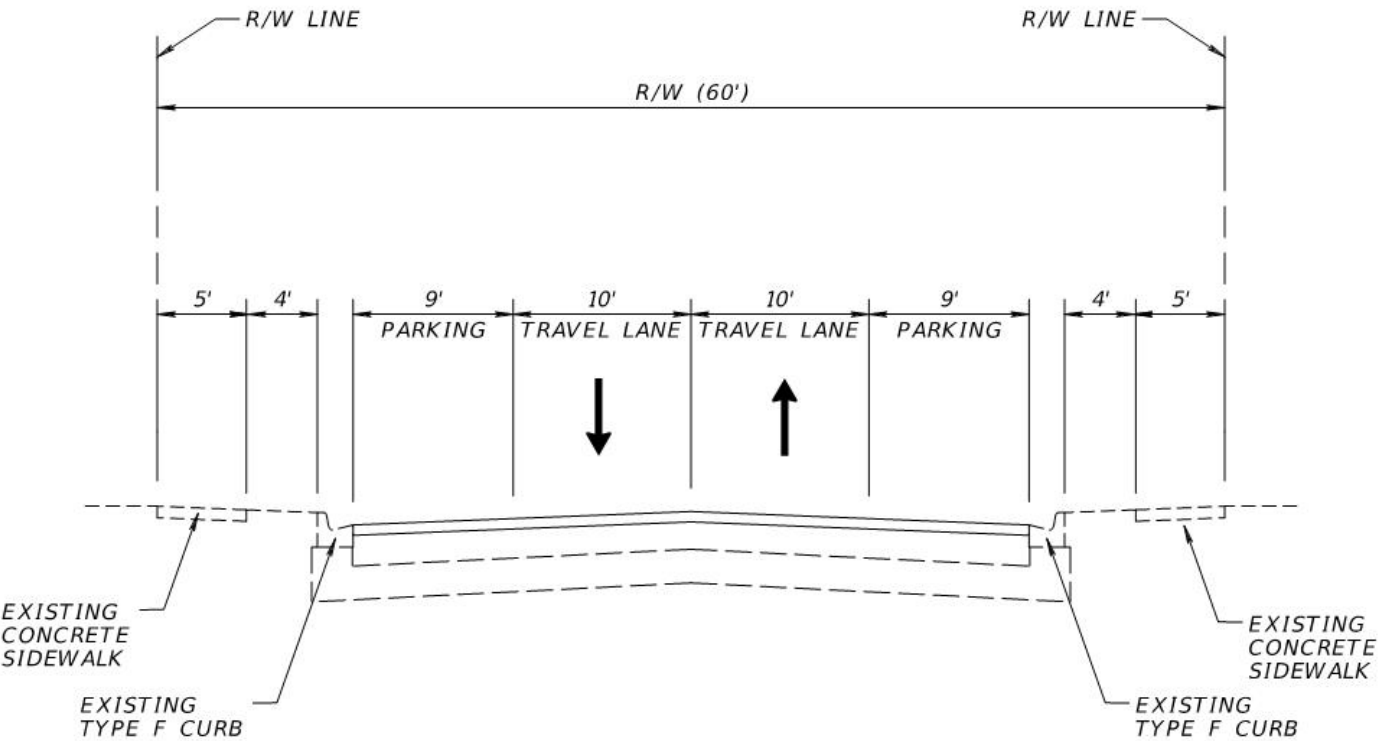 R/W LINE
R/W LINE
R/W (60')
5' 4' 9' 10' 10' 9' 4' 5'
PARKING TRAVEL LANE TRAVEL LANE PARKING
EXISTING
CONCRETE
SIDEWALK
EXISTING
CONCRETE
SIDEWALK
EXISTING
TYPE F CURB
EXISTING
TYPE F CURB